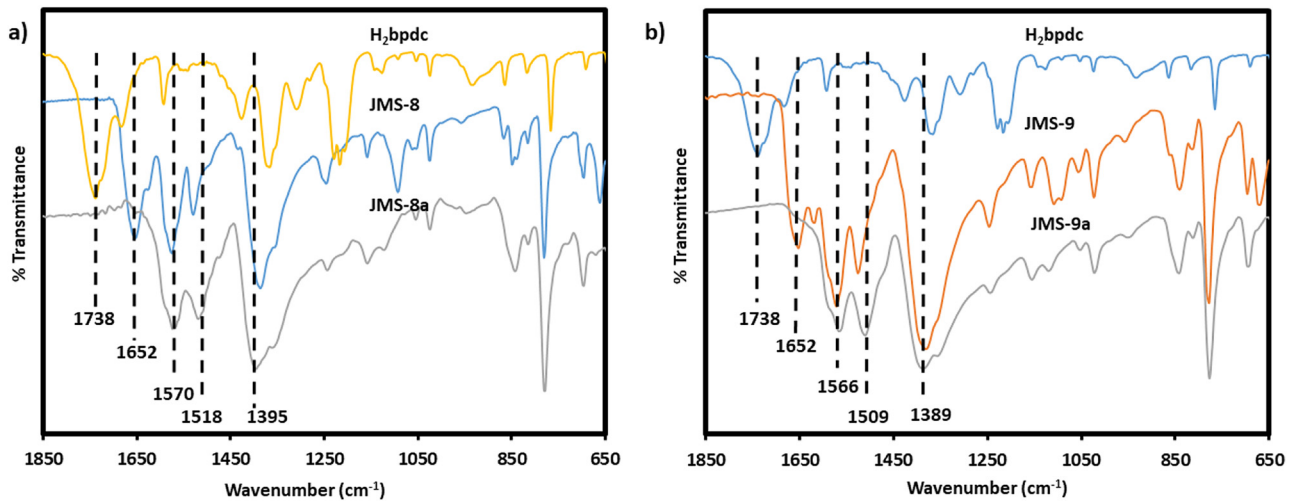 a)
H₂bpdc
JMS-8
JMS-8a
% Transmittance
1738
1652
1570
1518
1395
1850 1650 1450 1250 1050 850 650
Wavenumber (cm⁻¹)
b)
H₂bpdc
JMS-9
JMS-9a
% Transmittance
1738
1652
1566
1509
1389
1850 1650 1450 1250 1050 850 650
Wavenumber (cm⁻¹)